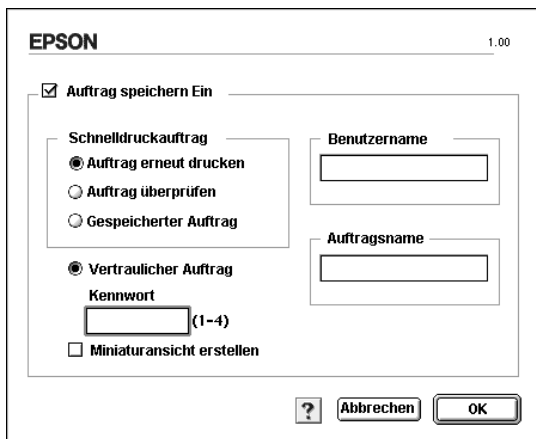 EPSON
1.00
Auftrag speichern Ein
Schnelldruckauftrag
Auftrag erneut drucken
Auftrag überprüfen
Gespeicherter Auftrag
Vertraulicher Auftrag
Kennwort
(1-4)
Miniaturansicht erstellen
Benutzername
Auftragsname
?
Abbrechen
OK